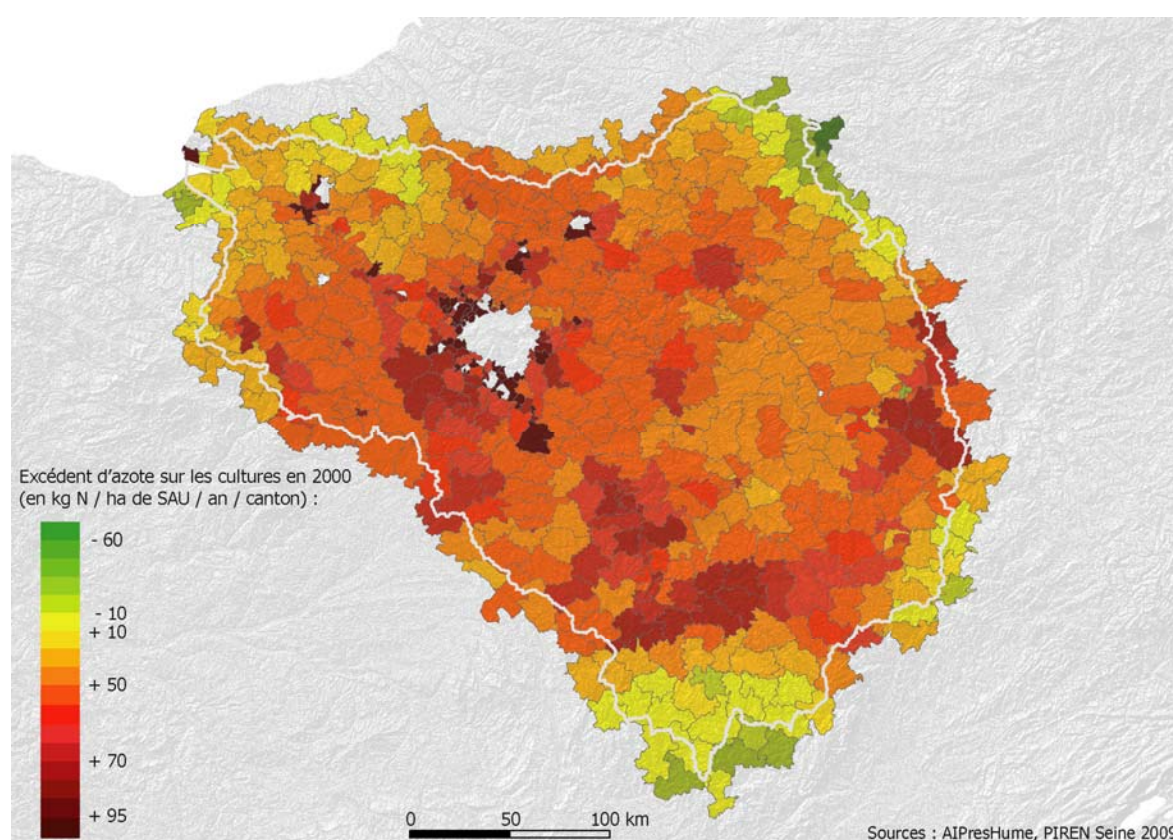 Excédent d'azote sur les cultures en 2000
(en kg N / ha de SAU / an / canton) :
- 60
- 10
+ 10
+ 50
+ 70
+ 95
0 50 100 km
Sources : AIPresHume, PIREN Seine 2005